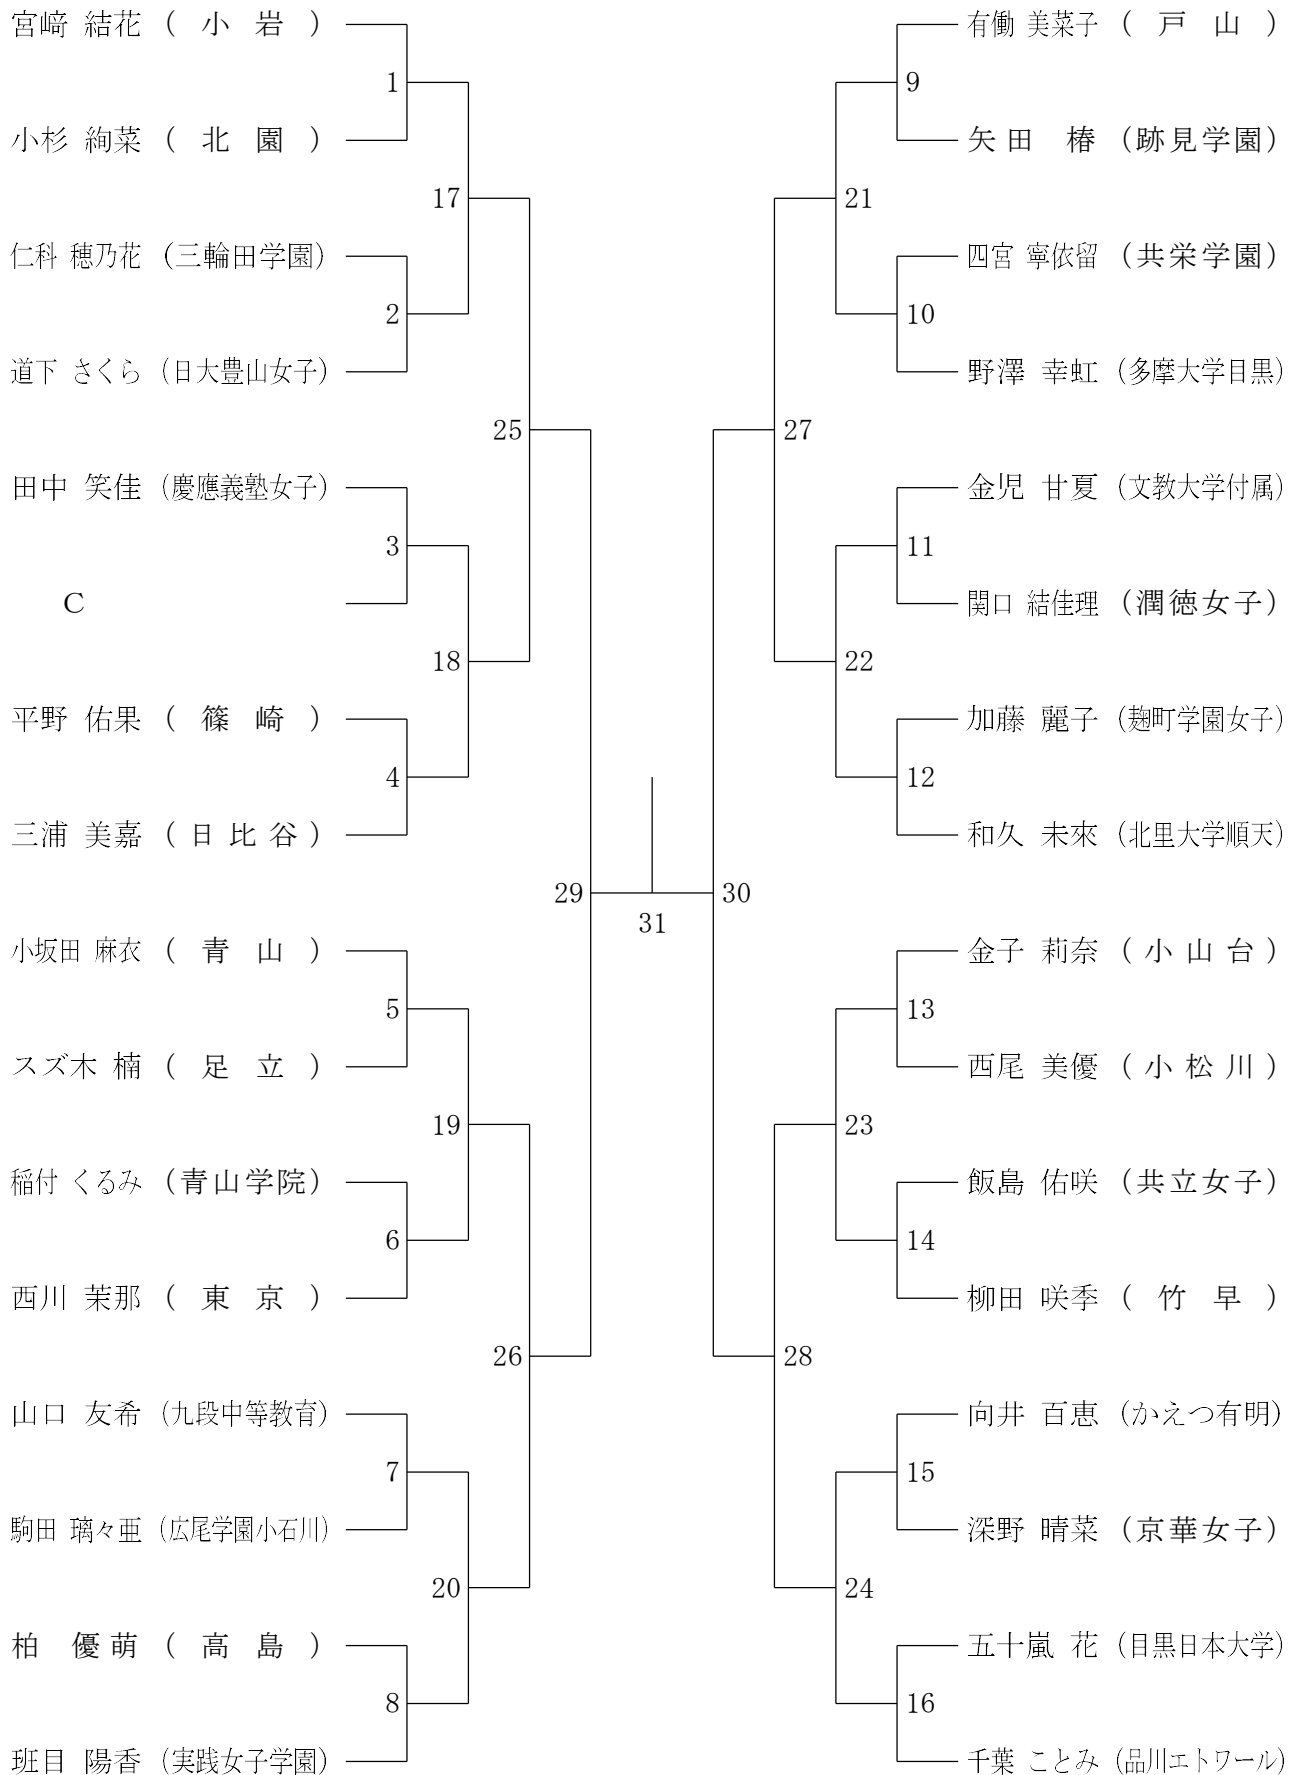 宮﨑 結花 ( 小 岩 )
1
小杉 絢菜 ( 北 園 )
17
仁科 穂乃花 (三輪田学園)
2
道下 さくら (日大豊山女子)
25
田中 笑佳 (慶應義塾女子)
3
C
18
平野 佑果 ( 篠 崎 )
4
三浦 美嘉 ( 日 比 谷 )
29
小坂田 麻衣 ( 青 山 )
5
スズ木 楠 ( 足 立 )
19
稲付 くるみ (青山学院)
6
西川 茉那 ( 東 京 )
26
山口 友希 (九段中等教育)
7
駒田 璃々亜 (広尾学園小石川)
20
柏 優萌 ( 高 島 )
8
班目 陽香 (実践女子学園)
31
有働 美菜子 ( 戸 山 )
9
矢田 椿 (跡見学園)
21
四宮 寧依留 (共栄学園)
10
野澤 幸虹 (多摩大学目黒)
27
金児 甘夏 (文教大学付属)
11
関口 結佳理 (潤徳女子)
22
加藤 麗子 (麹町学園女子)
12
和久 未來 (北里大学順天)
30
金子 莉奈 ( 小 山 台 )
13
西尾 美優 ( 小 松 川 )
23
飯島 佑咲 (共立女子)
14
柳田 咲季 ( 竹 早 )
28
向井 百恵 (かえつ有明)
15
深野 晴菜 (京華女子)
24
五十嵐 花 (目黒日本大学)
16
千葉 ことみ (品川エトワール)